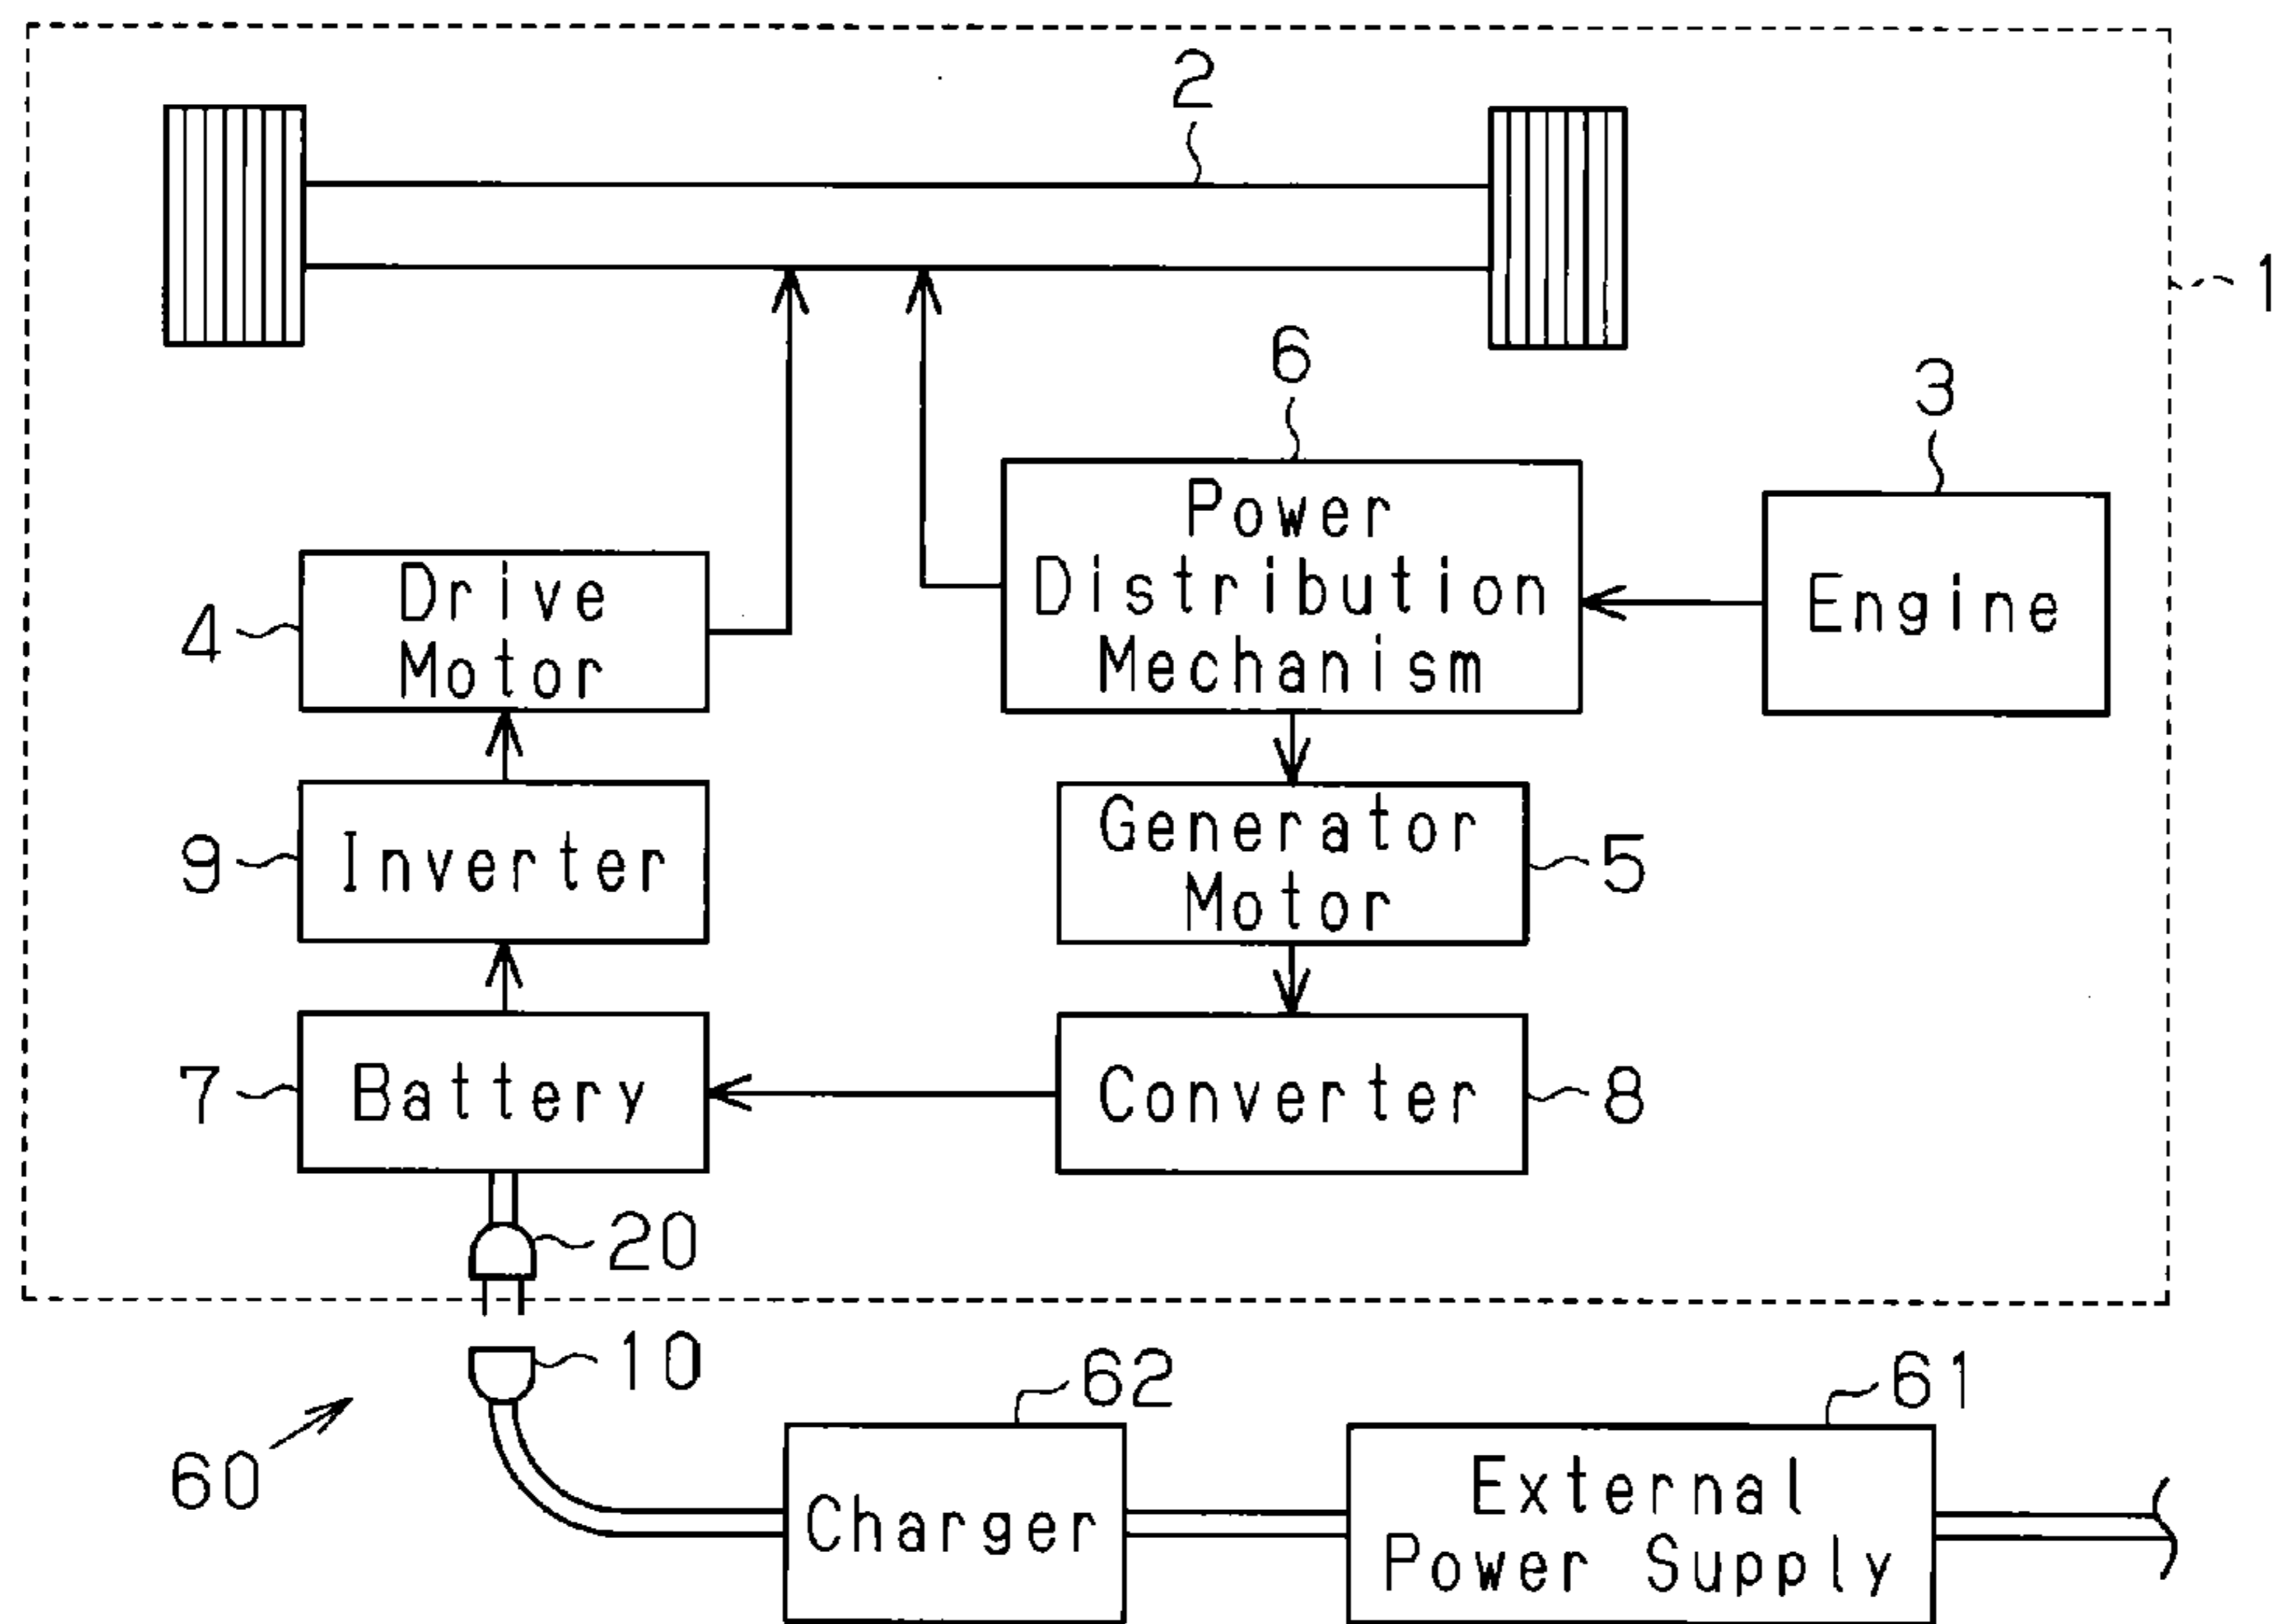 2
1
6
3
Power
Distribution
Mechanism
Engine
4
Drive
Motor
9
Inverter
Generator
Motor
5
7
Battery
Converter
8
20
10
62
61
60
Charger
External
Power Supply